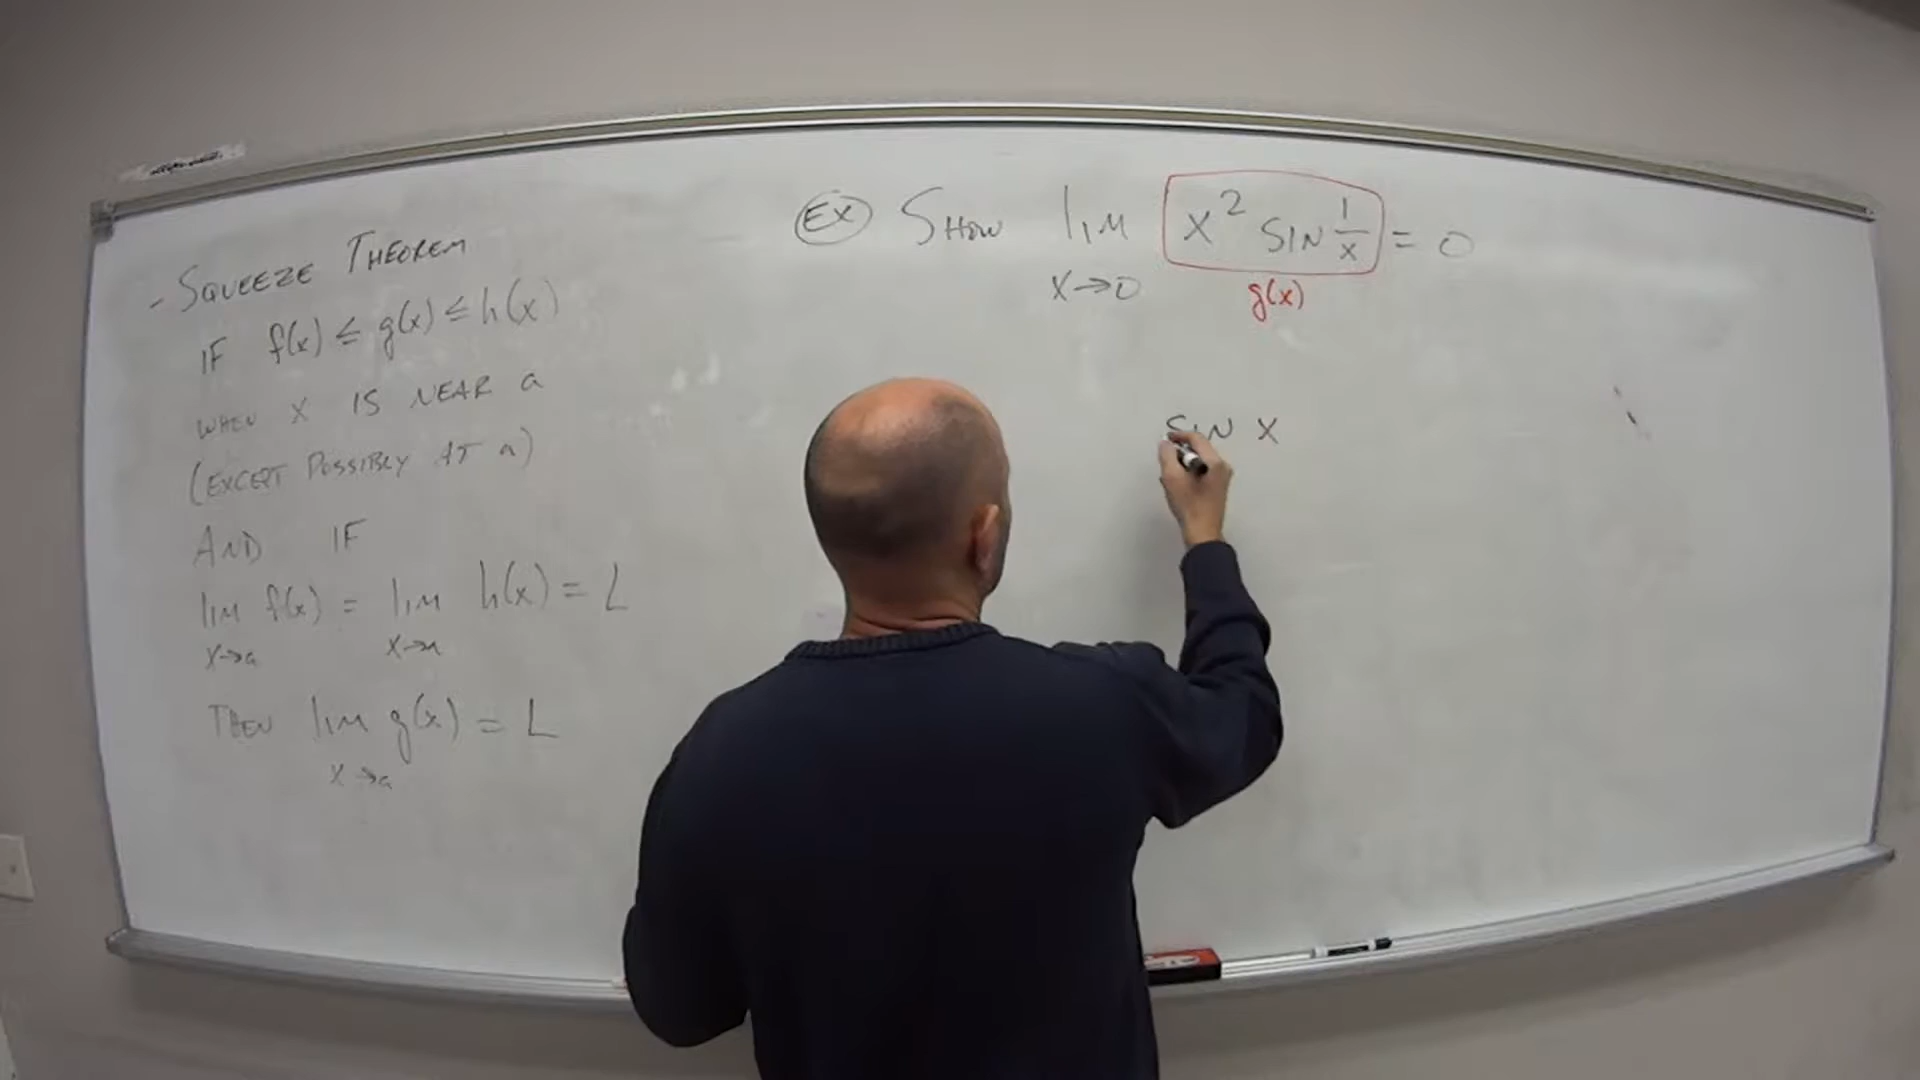 - SQUEEZE THEOREM
IF f(x) ≤ g(x) ≤ h(x)
WHEN X IS NEAR a
(EXCEPT POSSIBLY AT a)
AND IF
lim f(x) = lim h(x) = L
x→a x→a
THEN lim g(x) = L
x→a
EX SHOW lim x² SIN 1/x = 0
x→0
g(x)
SIN X